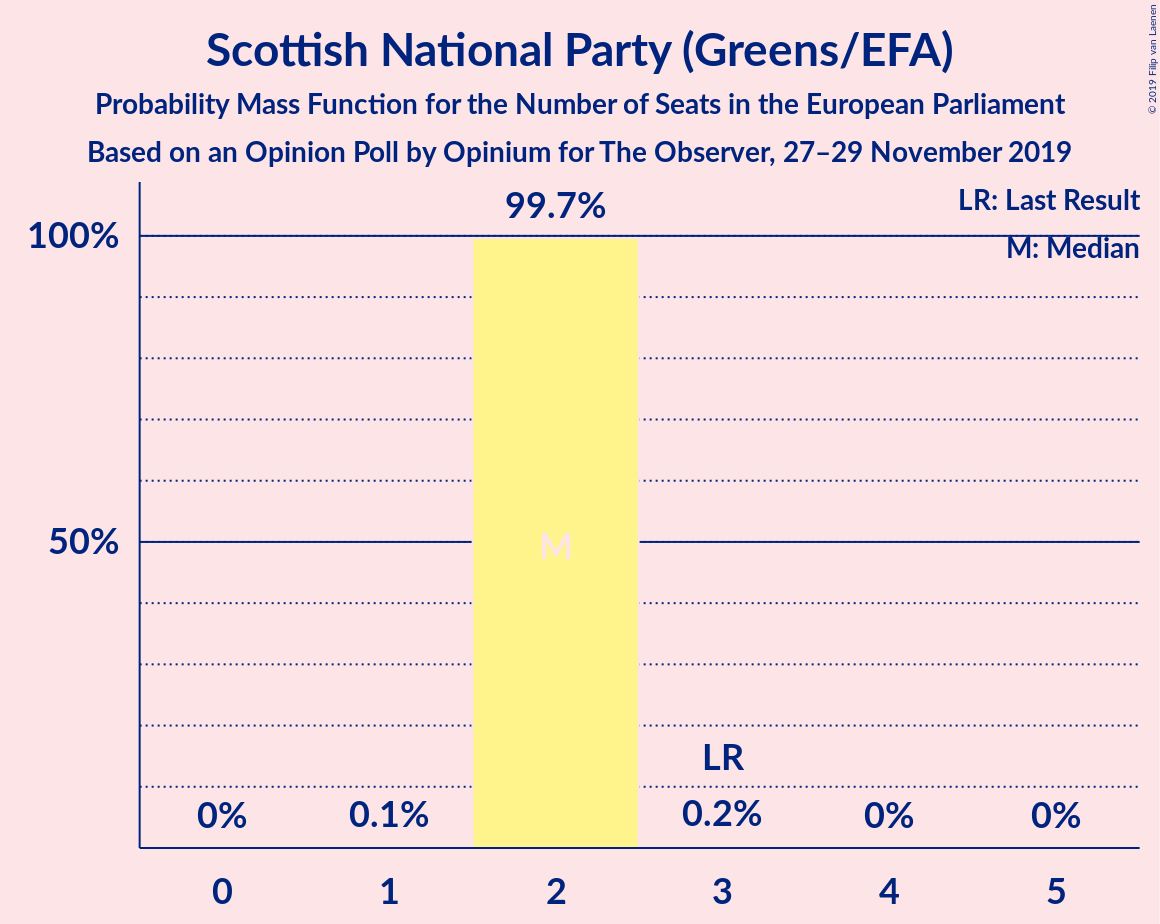 Scottish National Party (Greens/EFA)
Probability Mass Function for the Number of Seats in the European Parliament
Based on an Opinion Poll by Opinium for The Observer, 27–29 November 2019
© 2019 Filip van Laenen
LR: Last Result
M: Median
99.7%
100%
50%
M
LR
0% 0.1% 0.2% 0% 0%
0 1 2 3 4 5